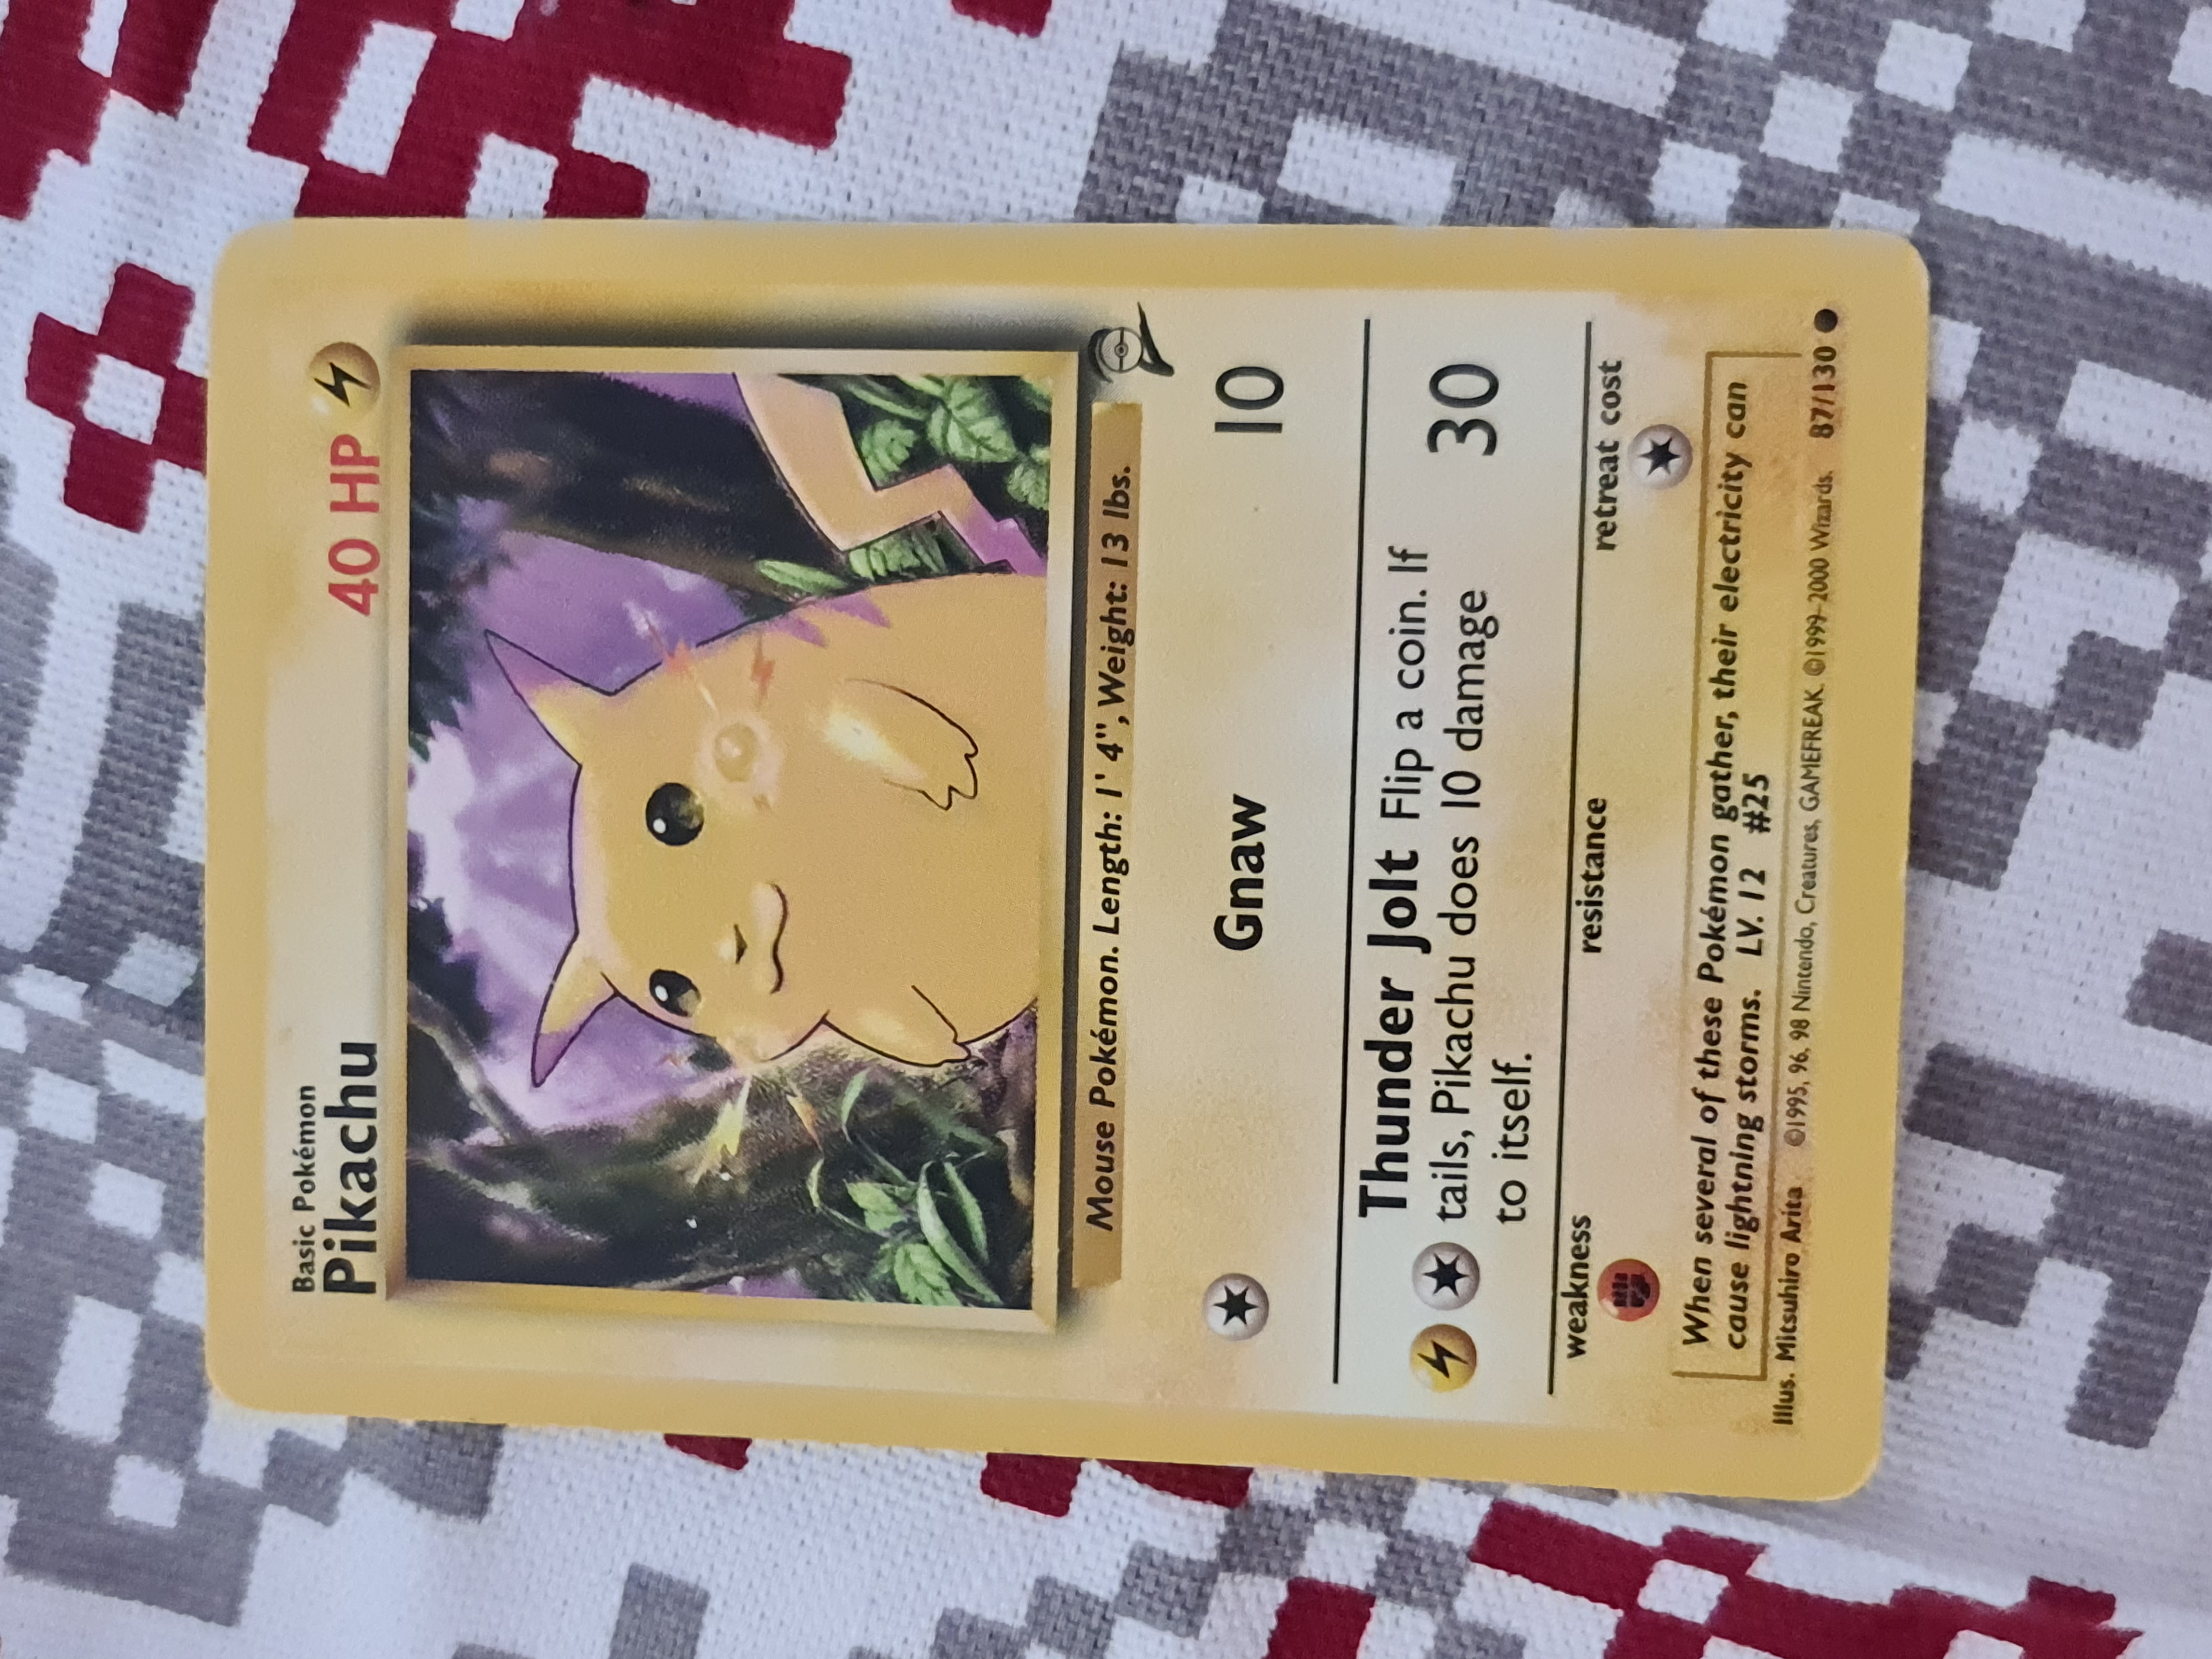 Basic Pokémon
Pikachu
40 HP
Mouse Pokémon. Length: 1' 4", Weight: 13 lbs.
Gnaw 10
Thunder Jolt Flip a coin. If
tails, Pikachu does 10 damage
to itself.
30
weakness resistance retreat cost
When several of these Pokémon gather, their electricity can
cause lightning storms. LV. 12 #25
Illus. Mitsuhiro Arita ©1995, 96, 98 Nintendo, Creatures, GAMEFREAK. ©1999-2000 Wizards. 87/130